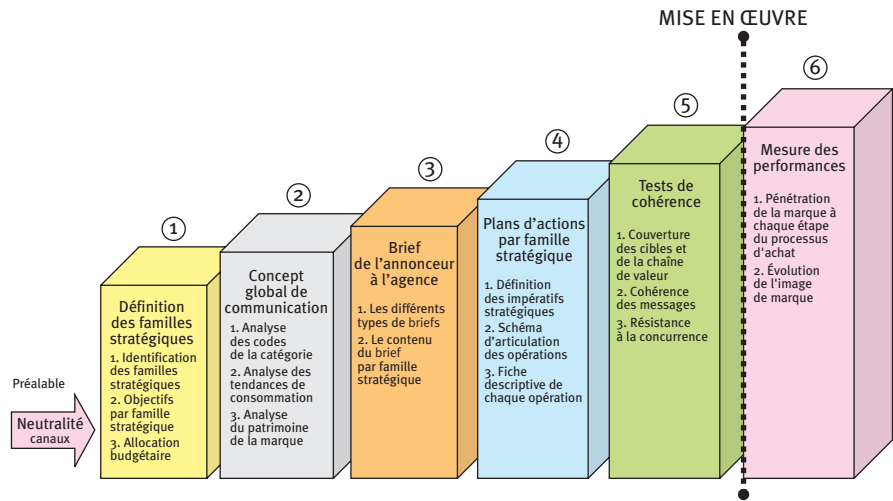 MISE EN ŒUVRE
Préalable
Neutralité
canaux
①
Définition
des familles
stratégiques
1. Identification
des familles
stratégiques
2. Objectifs
par famille
stratégique
3. Allocation
budgétaire
②
Concept
global de
communication
1. Analyse
des codes
de la catégorie
2. Analyse des
tendances de
consommation
3. Analyse
du patrimoine
de la marque
③
Brief
de l'annonceur
à l'agence
1. Les différents
types de briefs
2. Le contenu
du brief
par famille
stratégique
④
Plans d'actions
par famille
stratégique
1. Définition
des impératifs
stratégiques
2. Schéma
d'articulation
des opérations
3. Fiche
descriptive de
chaque opération
⑤
Tests de
cohérence
1. Couverture
des cibles et
de la chaîne
de valeur
2. Cohérence
des messages
3. Résistance
à la concurrence
⑥
Mesure des
performances
1. Pénétration
de la marque à
chaque étape
du processus
d'achat
2. Évolution
de l'image
de marque